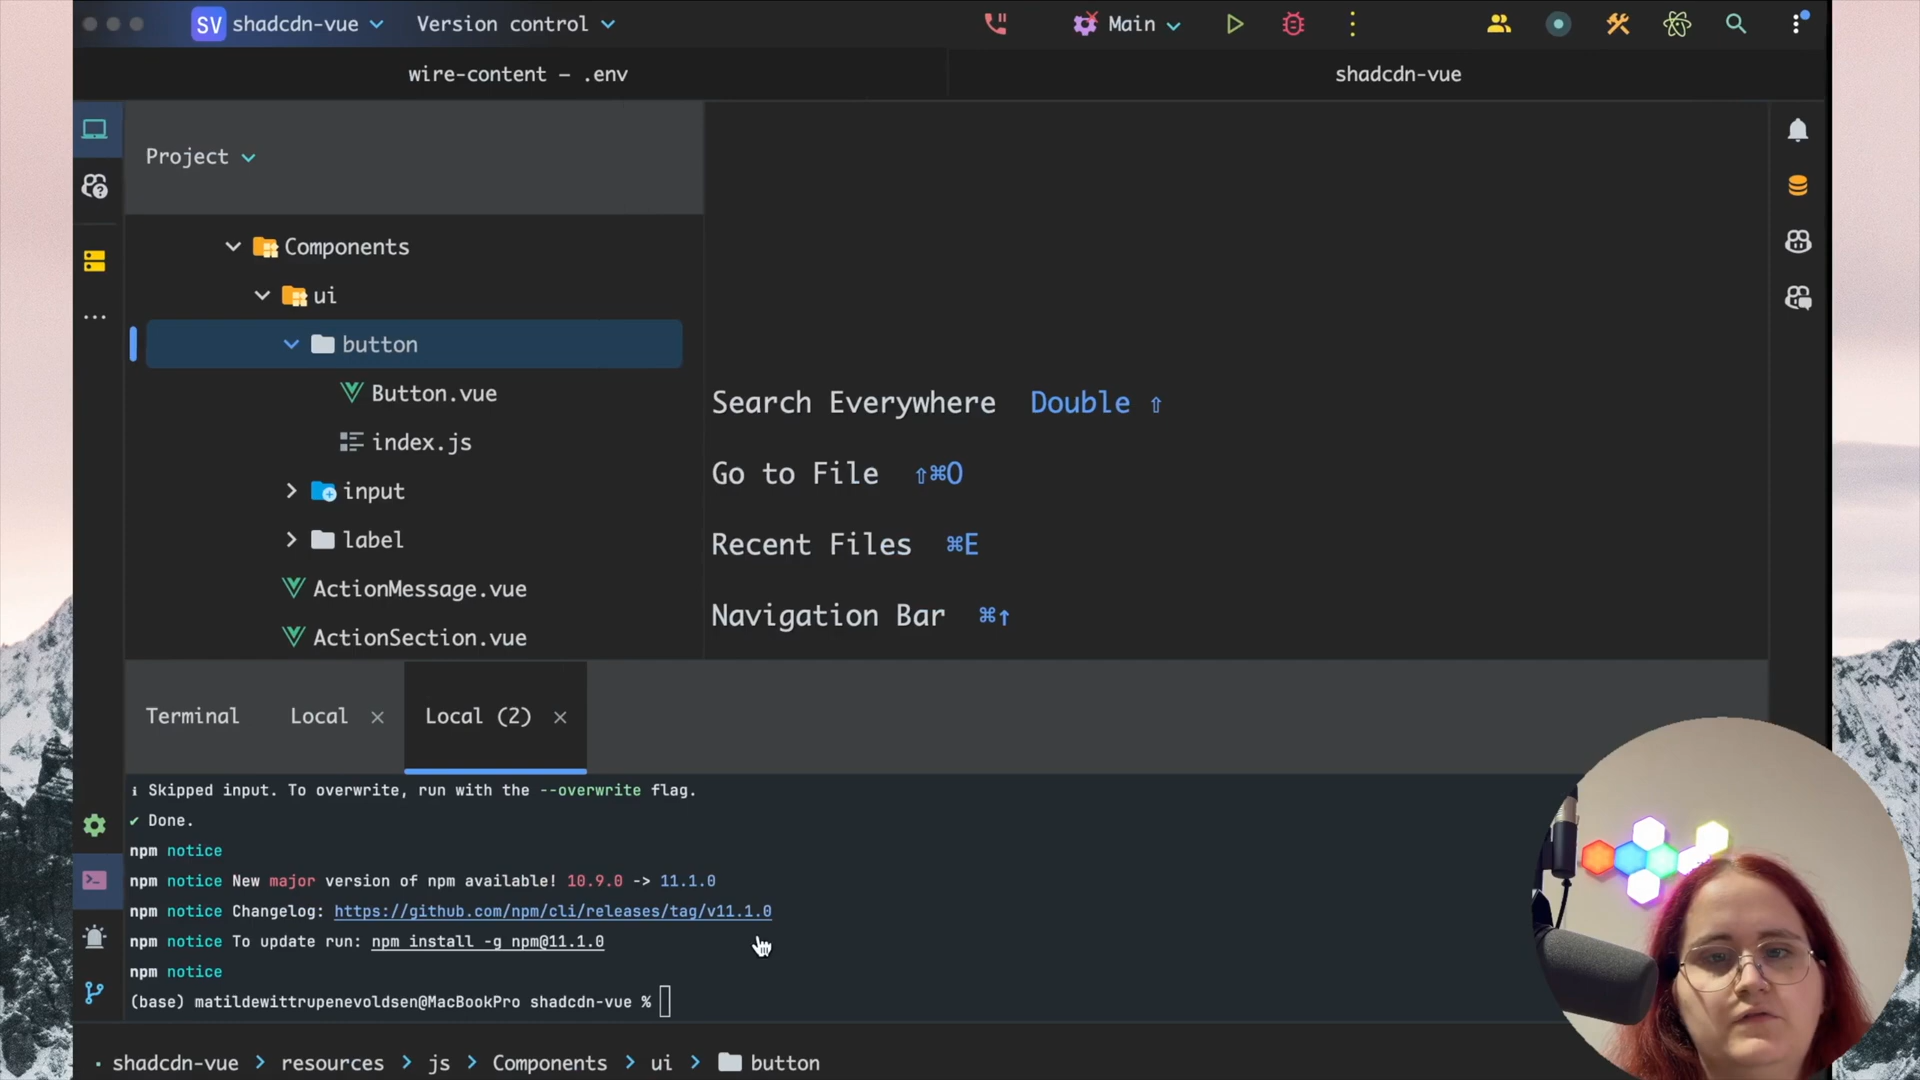 SV shadcdn-vue Version control Main
wire-content – .env shadcdn-vue
Project
Components
ui
button
Button.vue
index.js
input
label
ActionMessage.vue
ActionSection.vue
Search Everywhere Double ⇧
Go to File ⇧⌘O
Recent Files ⌘E
Navigation Bar ⌘↑
Terminal Local Local (2)
i Skipped input. To overwrite, run with the --overwrite flag.
✔ Done.
npm notice
npm notice New major version of npm available! 10.9.0 -> 11.1.0
npm notice Changelog: https://github.com/npm/cli/releases/tag/v11.1.0
npm notice To update run: npm install -g npm@11.1.0
npm notice
(base) matildewittrupenevoldsen@MacBookPro shadcdn-vue %
shadcdn-vue > resources > js > Components > ui > button